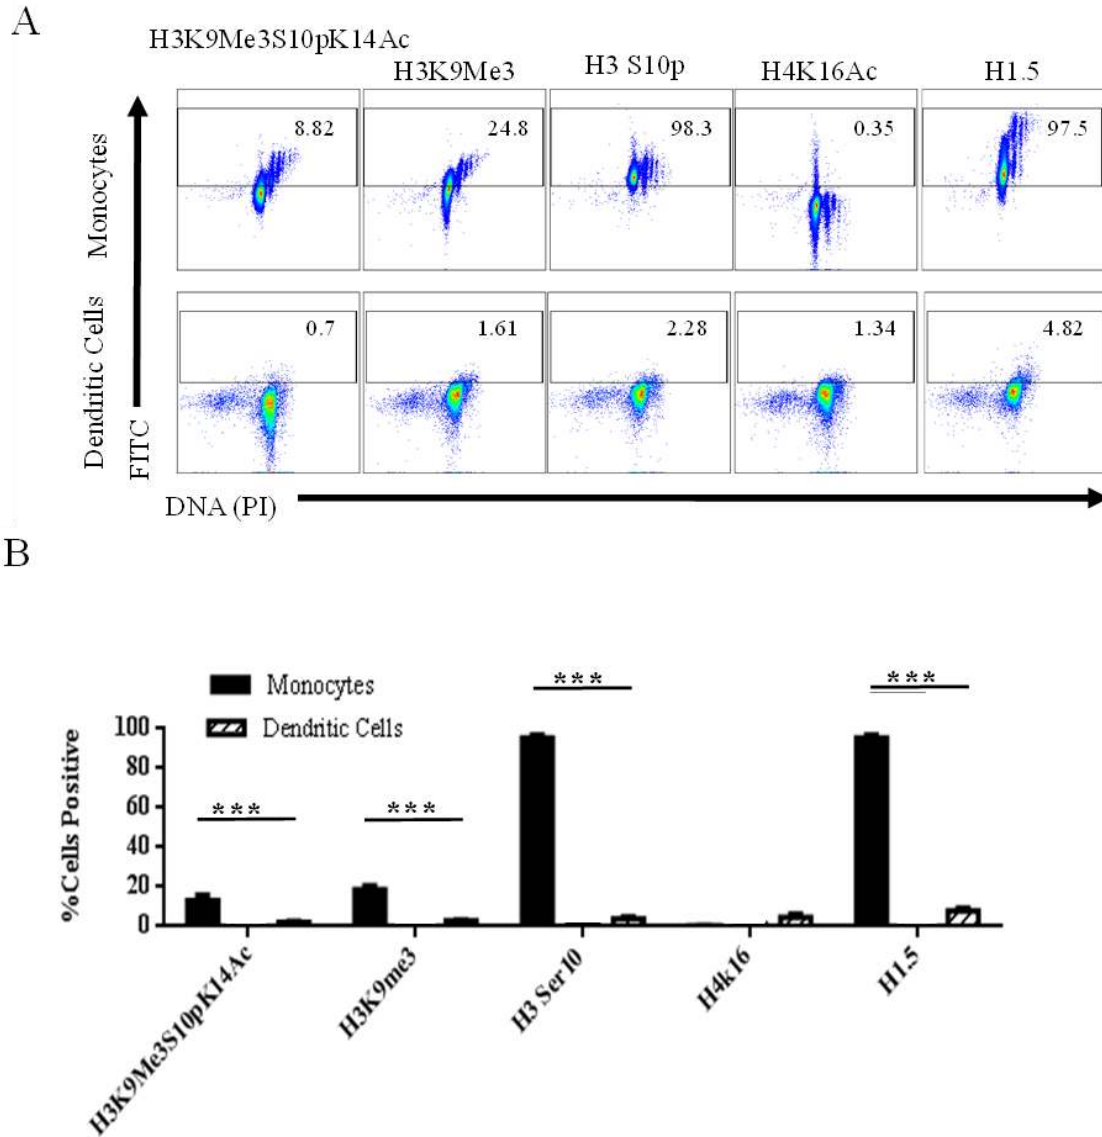 A
H3K9Me3S10pK14Ac
H3K9Me3
H3 S10p
H4K16Ac
H1.5
Monocytes
8.82
24.8
98.3
0.35
97.5
Dendritic Cells
0.7
1.61
2.28
1.34
4.82
FITC
DNA (PI)
B
Monocytes
Dendritic Cells
***
***
***
***
%Cells Positive
100
80
60
40
20
0
H3K9Me3S10pK14Ac
H3K9me3
H3 Ser10
H4k16
H1.5